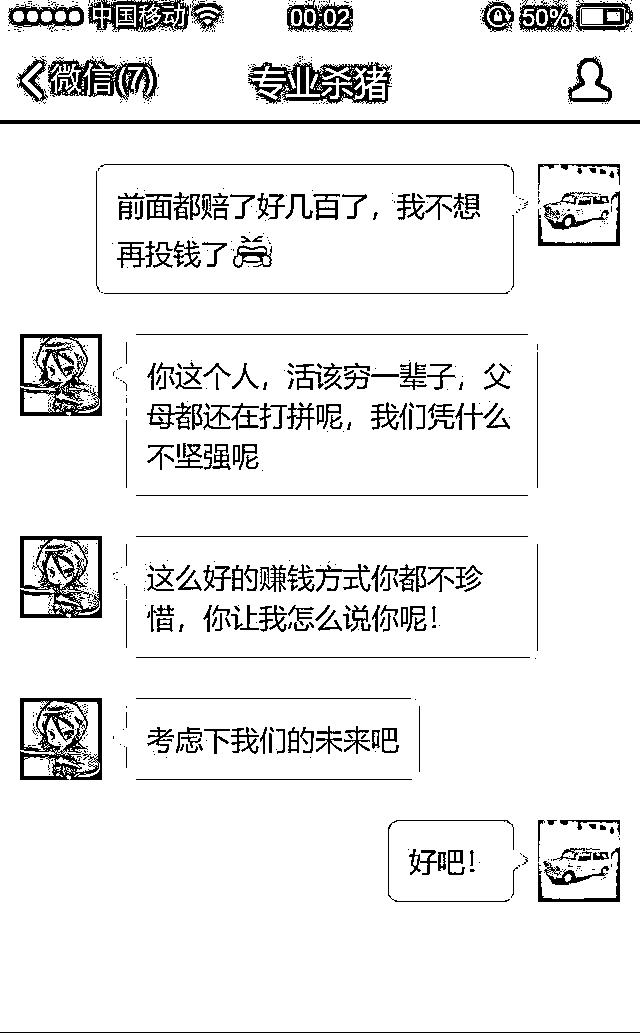 中国移动 00:02 50%
微信(7) 专业杀猪
前面都赔了好几百了，我不想
再投钱了
你这个人，活该穷一辈子，父
母都还在打拼呢，我们凭什么
不坚强呢
这么好的赚钱方式你都不珍
惜，你让我怎么说你呢！
考虑下我们的未来吧
好吧！